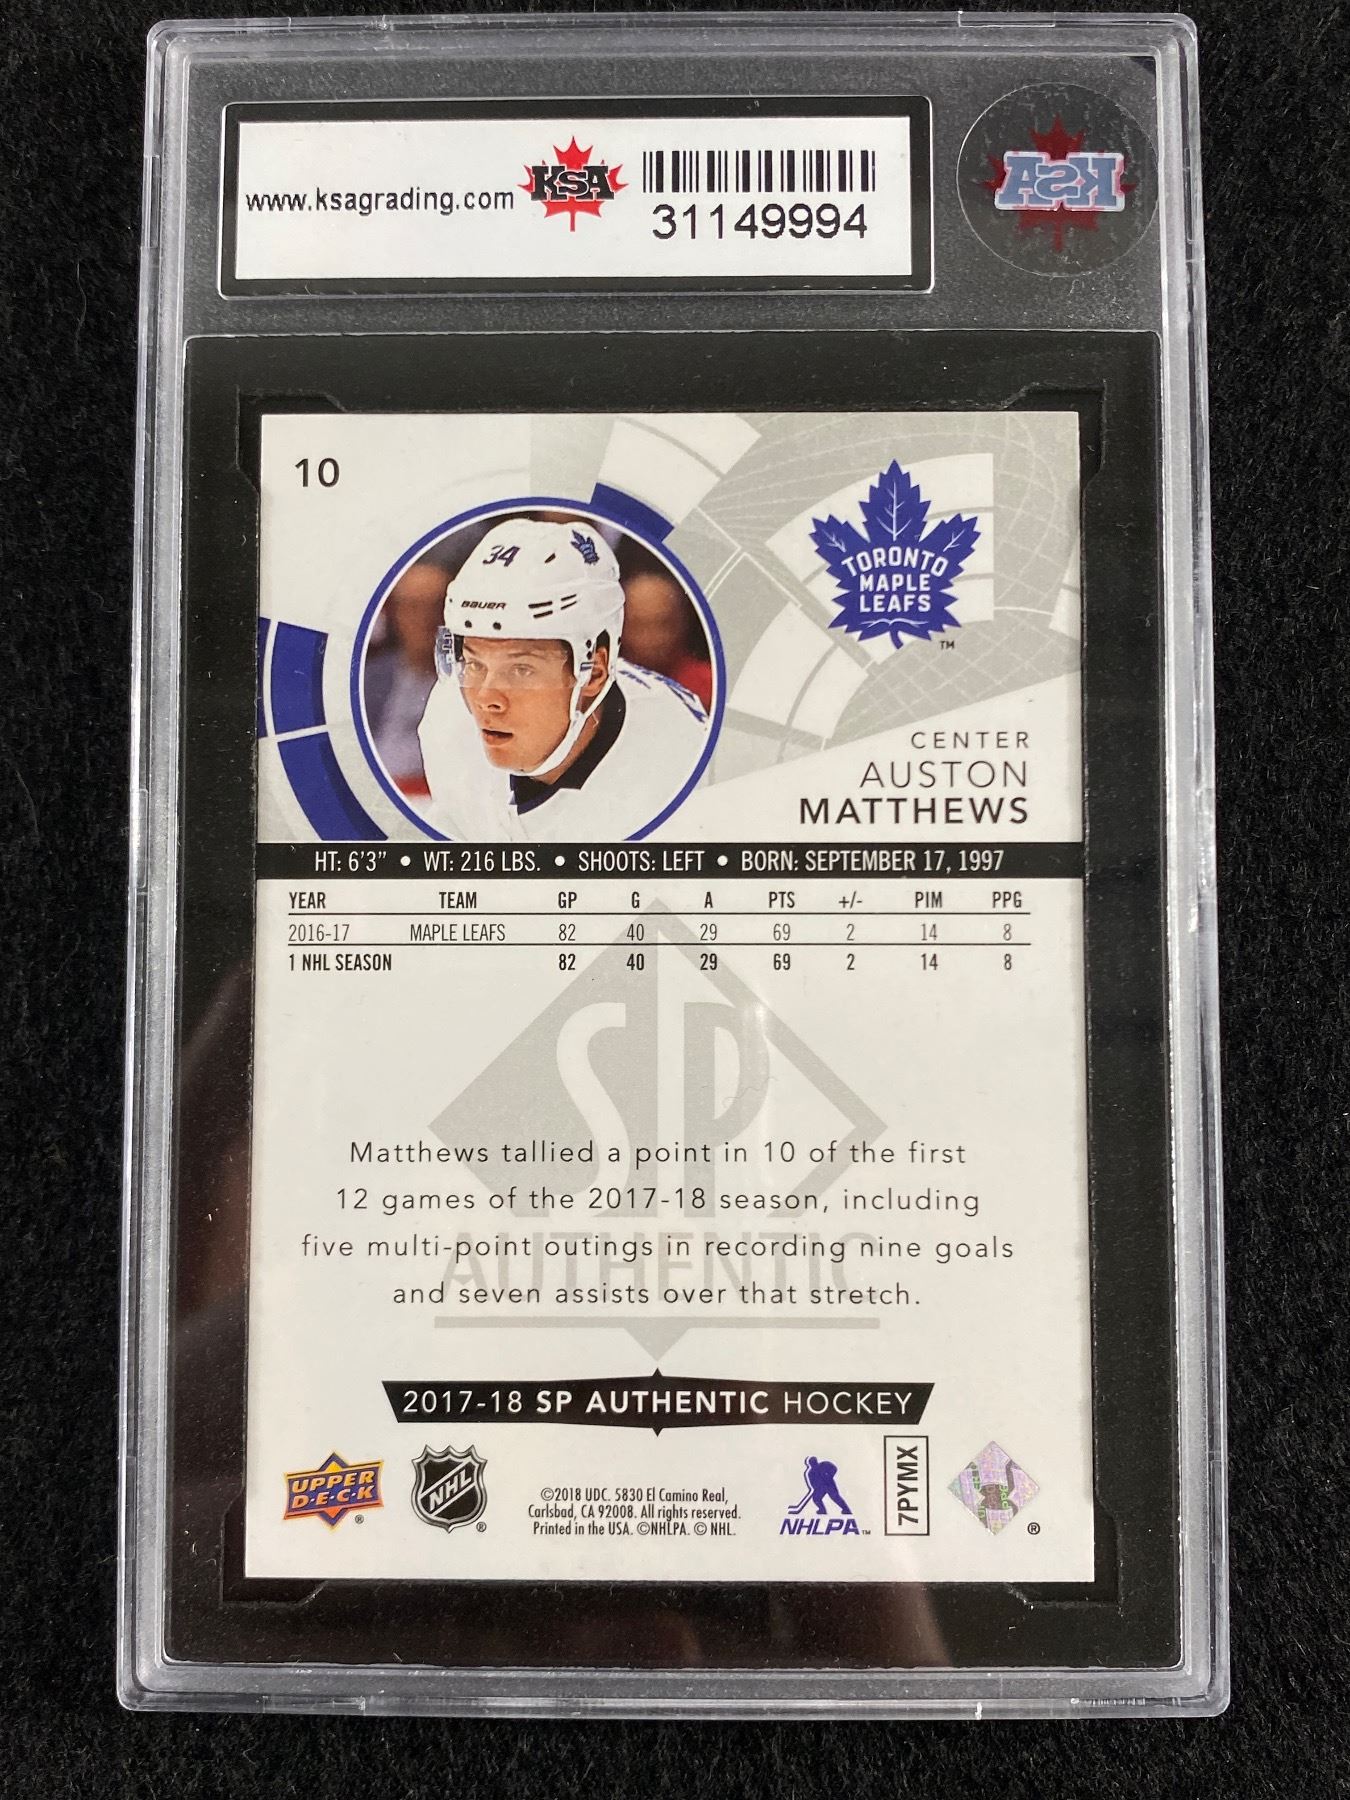 www.ksagrading.com
KSA
31149994
KSA
10
34
BAUER
TORONTO
MAPLE
LEAFS
TM
CENTER
AUSTON
MATTHEWS
HT: 6'3" • WT: 216 LBS. • SHOOTS: LEFT • BORN: SEPTEMBER 17, 1997
YEAR TEAM GP G A PTS +/- PIM PPG
2016-17 MAPLE LEAFS 82 40 29 69 2 14 8
1 NHL SEASON 82 40 29 69 2 14 8
SP
AUTHENTIC
Matthews tallied a point in 10 of the first
12 games of the 2017-18 season, including
five multi-point outings in recording nine goals
and seven assists over that stretch.
2017-18 SP AUTHENTIC HOCKEY
UPPER
D·E·C·K
®
NHL
®
©2018 UDC. 5830 El Camino Real,
Carlsbad, CA 92008. All rights reserved.
Printed in the USA. ©NHLPA. © NHL.
NHLPA™
7PYMX
®